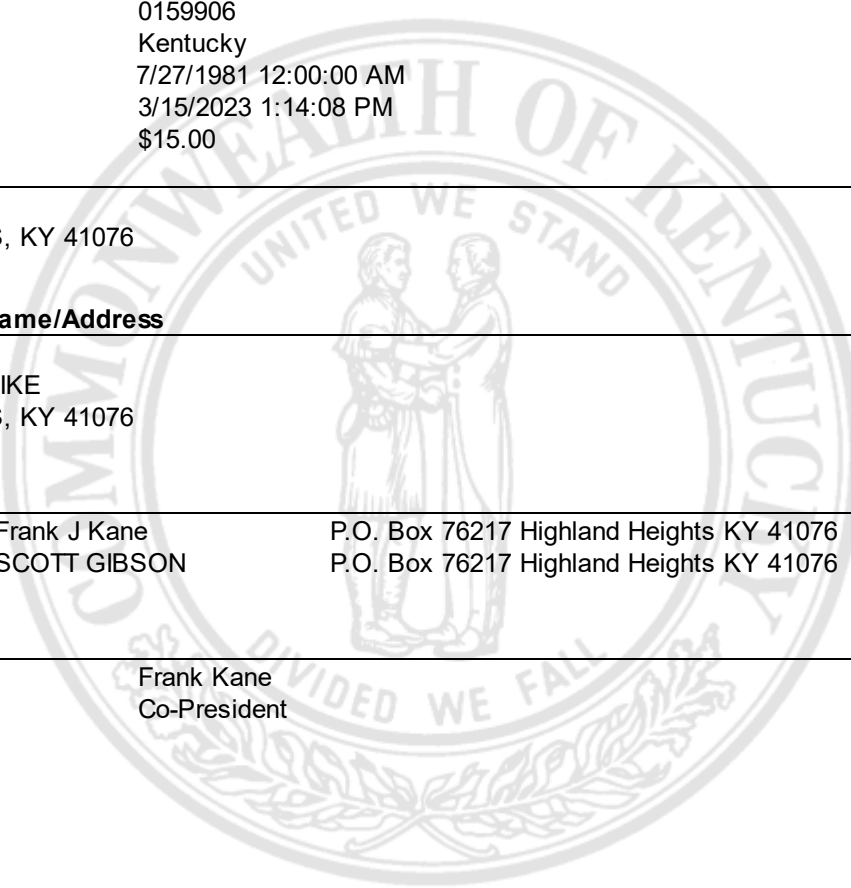 0159906
Kentucky
7/27/1981 12:00:00 AM
3/15/2023 1:14:08 PM
$15.00
COMMONWEALTH OF KENTUCKY
UNITED WE STAND
S, KY 41076
ame/Address
IKE
S, KY 41076
Frank J Kane P.O. Box 76217 Highland Heights KY 41076
SCOTT GIBSON P.O. Box 76217 Highland Heights KY 41076
DIVIDED WE FALL
Frank Kane
Co-President